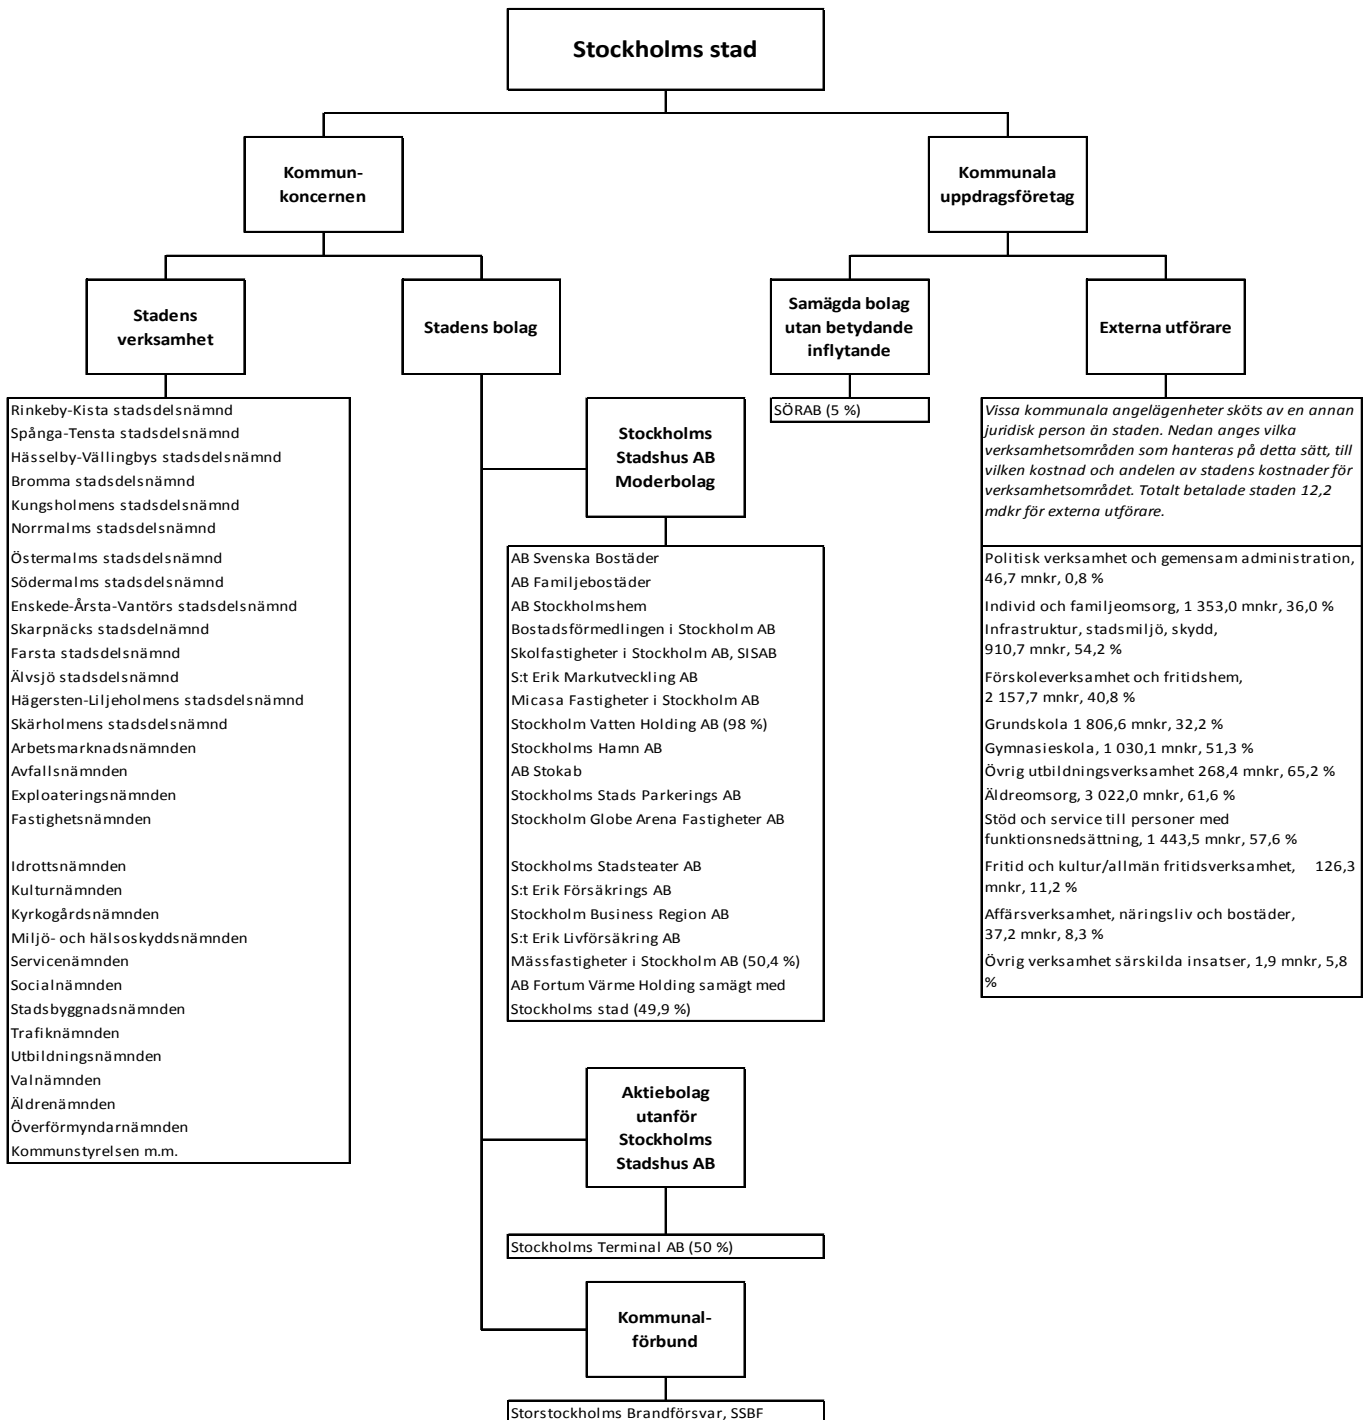 Stockholms stad
Kommun-
koncernen
Kommunala
uppdragsföretag
Stadens
verksamhet
Stadens bolag
Samägda bolag
utan betydande
inflytande
Externa utförare
Rinkeby-Kista stadsdelsnämnd
Spånga-Tensta stadsdelsnämnd
Hässelby-Vällingbys stadsdelsnämnd
Bromma stadsdelsnämnd
Kungsholmens stadsdelsnämnd
Norrmalms stadsdelsnämnd
Östermalms stadsdelsnämnd
Södermalms stadsdelsnämnd
Enskede-Årsta-Vantörs stadsdelsnämnd
Skarpnäcks stadsdelnämnd
Farsta stadsdelsnämnd
Älvsjö stadsdelsnämnd
Hägersten-Liljeholmens stadsdelsnämnd
Skärholmens stadsdelsnämnd
Arbetsmarknadsnämnden
Avfallsnämnden
Exploateringsnämnden
Fastighetsnämnden
Idrottsnämnden
Kulturnämnden
Kyrkogårdsnämnden
Miljö- och hälsoskyddsnämnden
Servicenämnden
Socialnämnden
Stadsbyggnadsnämnden
Trafiknämnden
Utbildningsnämnden
Valnämnden
Äldrenämnden
Överförmyndarnämnden
Kommunstyrelsen m.m.
Stockholms
Stadshus AB
Moderbolag
AB Svenska Bostäder
AB Familjebostäder
AB Stockholmshem
Bostadsförmedlingen i Stockholm AB
Skolfastigheter i Stockholm AB, SISAB
S:t Erik Markutveckling AB
Micasa Fastigheter i Stockholm AB
Stockholm Vatten Holding AB (98 %)
Stockholms Hamn AB
AB Stokab
Stockholms Stads Parkerings AB
Stockholm Globe Arena Fastigheter AB
Stockholms Stadsteater AB
S:t Erik Försäkrings AB
Stockholm Business Region AB
S:t Erik Livförsäkring AB
Mässfastigheter i Stockholm AB (50,4 %)
AB Fortum Värme Holding samägt med
Stockholms stad (49,9 %)
Aktiebolag
utanför
Stockholms
Stadshus AB
Stockholms Terminal AB (50 %)
Kommunal-
förbund
Storstockholms Brandförsvar, SSBF
SÖRAB (5 %)
Vissa kommunala angelägenheter sköts av en annan
juridisk person än staden. Nedan anges vilka
verksamhetsområden som hanteras på detta sätt, till
vilken kostnad och andelen av stadens kostnader för
verksamhetsområdet. Totalt betalade staden 12,2
mdkr för externa utförare.
Politisk verksamhet och gemensam administration,
46,7 mnkr, 0,8 %
Individ och familjeomsorg, 1 353,0 mnkr, 36,0 %
Infrastruktur, stadsmiljö, skydd,
910,7 mnkr, 54,2 %
Förskoleverksamhet och fritidshem,
2 157,7 mnkr, 40,8 %
Grundskola 1 806,6 mnkr, 32,2 %
Gymnasieskola, 1 030,1 mnkr, 51,3 %
Övrig utbildningsverksamhet 268,4 mnkr, 65,2 %
Äldreomsorg, 3 022,0 mnkr, 61,6 %
Stöd och service till personer med
funktionsnedsättning, 1 443,5 mnkr, 57,6 %
Fritid och kultur/allmän fritidsverksamhet, 126,3
mnkr, 11,2 %
Affärsverksamhet, näringsliv och bostäder,
37,2 mnkr, 8,3 %
Övrig verksamhet särskilda insatser, 1,9 mnkr, 5,8
%